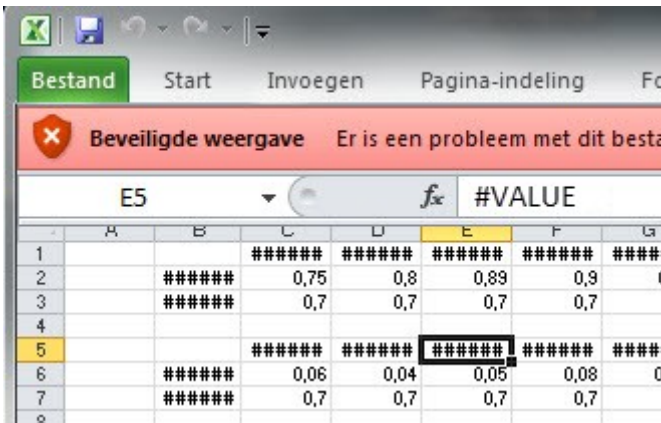 Bestand Start Invoegen Pagina-indeling
Beveiligde weergave Er is een probleem met dit
E5 fx #VALUE
A B C D E F G
1 ###### ###### ###### ###### ####
2 ###### 0,75 0,8 0,89 0,9
3 ###### 0,7 0,7 0,7 0,7
4
5 ###### ###### ###### ###### ####
6 ###### 0,06 0,04 0,05 0,08
7 ###### 0,7 0,7 0,7 0,7